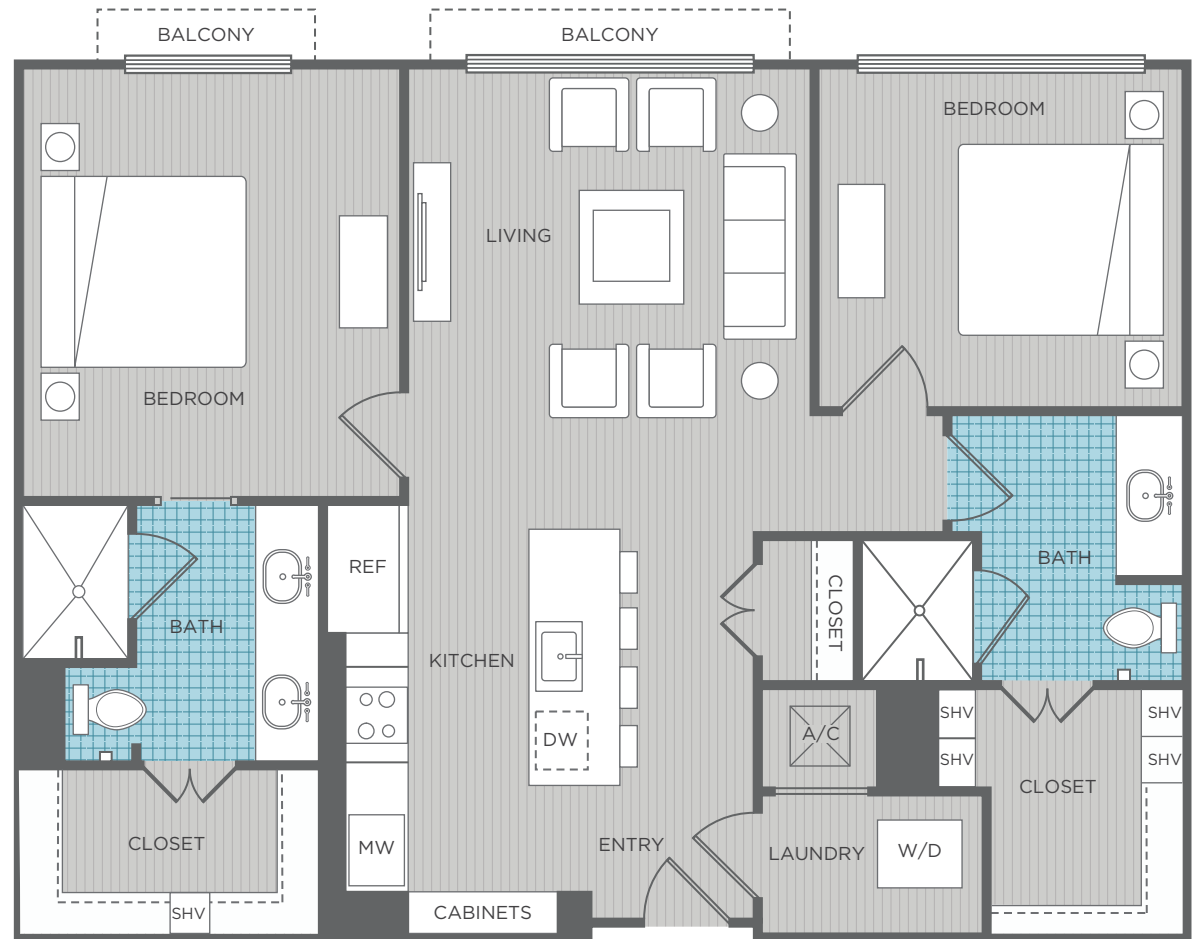 BALCONY
BALCONY
BEDROOM
LIVING
BEDROOM
BATH
REF
CLOSET
BATH
KITCHEN
SHV
SHV
DW
A/C
SHV
SHV
CLOSET
CLOSET
MW
ENTRY
LAUNDRY
W/D
SHV
CABINETS